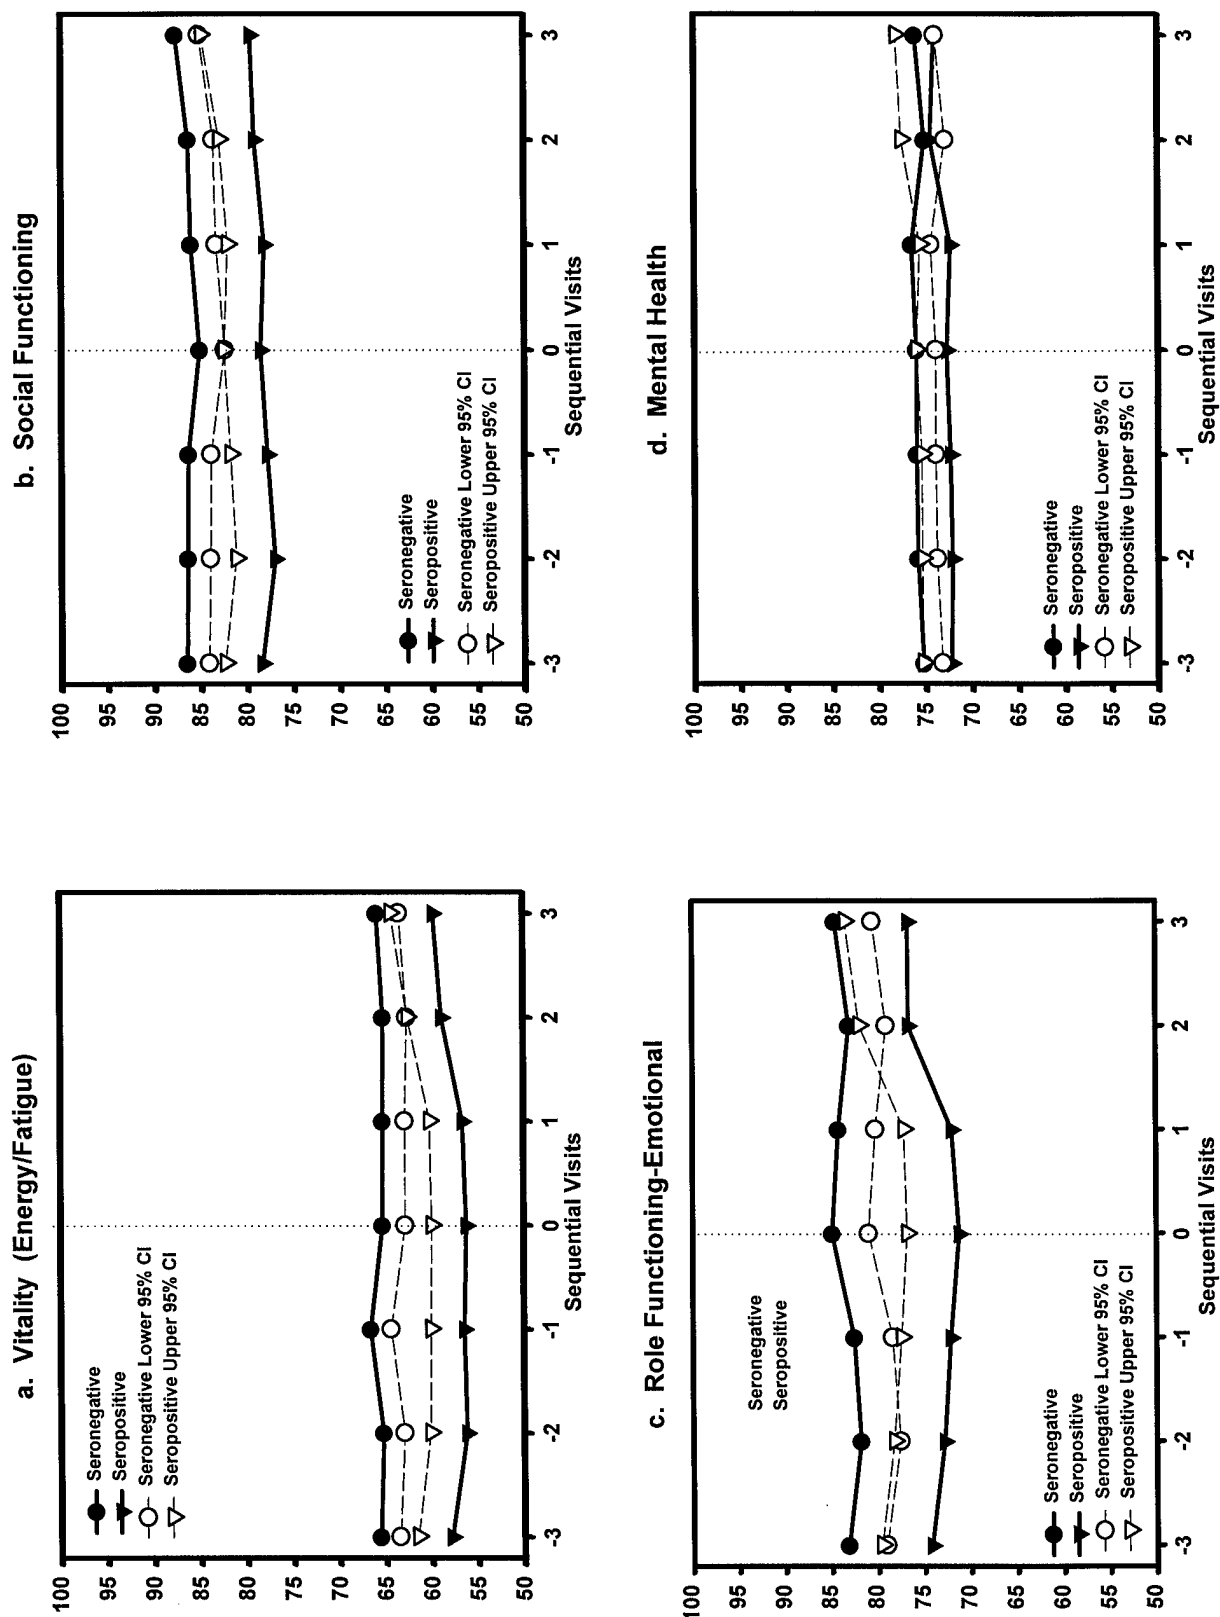 a. Vitality (Energy/Fatigue)
100
95
90
85
80
75
70
65
60
55
50
Seronegative
Seropositive
Seronegative Lower 95% CI
Seropositive Upper 95% CI
-3
-2
-1
0
1
2
3
Sequential Visits
b. Social Functioning
100
95
90
85
80
75
70
65
60
55
50
Seronegative
Seropositive
Seronegative Lower 95% CI
Seropositive Upper 95% CI
-3
-2
-1
0
1
2
3
Sequential Visits
c. Role Functioning-Emotional
100
95
90
85
80
75
70
65
60
55
50
Seronegative
Seropositive
Seronegative
Seropositive
Seronegative Lower 95% CI
Seropositive Upper 95% CI
-3
-2
-1
0
1
2
3
Sequential Visits
d. Mental Health
100
95
90
85
80
75
70
65
60
55
50
Seronegative
Seropositive
Seronegative Lower 95% CI
Seropositive Upper 95% CI
-3
-2
-1
0
1
2
3
Sequential Visits